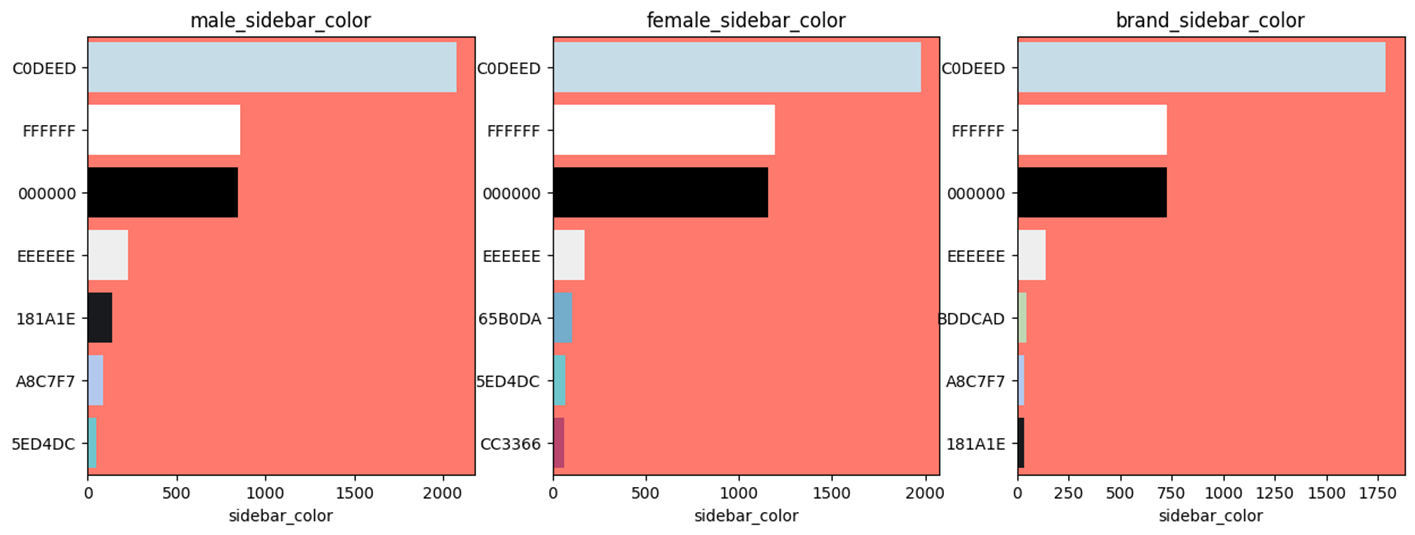 male_sidebar_color
C0DEED
FFFFFF
000000
EEEEEE
181A1E
A8C7F7
5ED4DC
0 500 1000 1500 2000
sidebar_color
female_sidebar_color
C0DEED
FFFFFF
000000
EEEEEE
65B0DA
5ED4DC
CC3366
0 500 1000 1500 2000
sidebar_color
brand_sidebar_color
C0DEED
FFFFFF
000000
EEEEEE
BDDCAD
A8C7F7
181A1E
0 250 500 750 1000 1250 1500 1750
sidebar_color